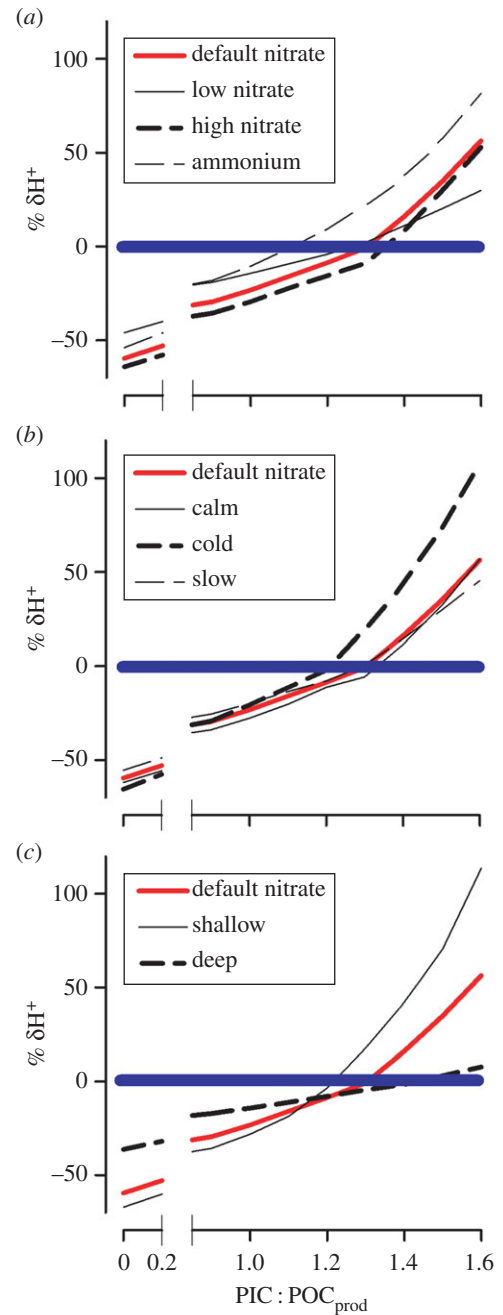 (a)
100
50
0
–50
% δH+
default nitrate
low nitrate
high nitrate
ammonium
(b)
100
50
0
–50
% δH+
default nitrate
calm
cold
slow
(c)
100
50
0
–50
% δH+
default nitrate
shallow
deep
0 0.2 1.0 1.2 1.4 1.6
PIC : POCprod